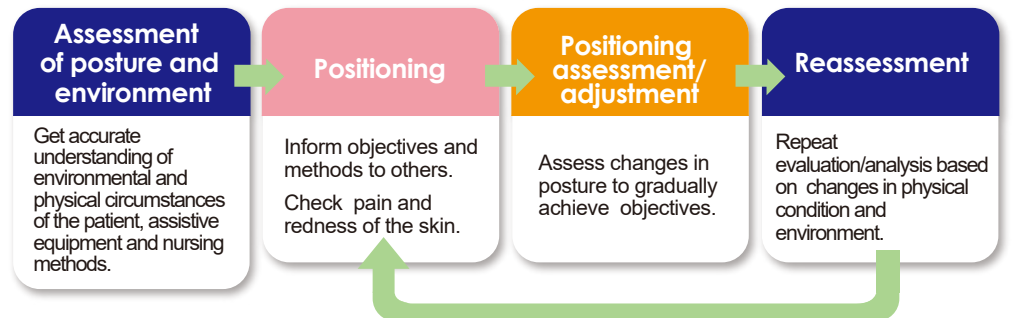 Assessment
of posture and
environment
Get accurate
understanding of
environmental and
physical circumstances
of the patient, assistive
equipment and nursing
methods.
Positioning
Inform objectives and
methods to others.
Check pain and
redness of the skin.
Positioning
assessment/
adjustment
Assess changes in
posture to gradually
achieve objectives.
Reassessment
Repeat
evaluation/analysis based
on changes in physical
condition and
environment.